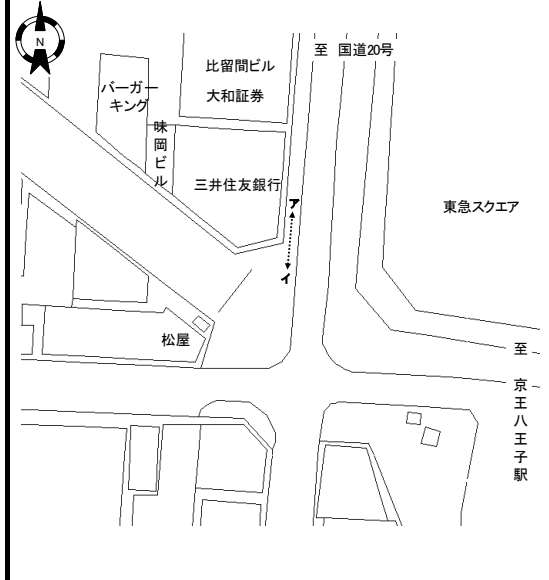 N
至 国道20号
比留間ビル
大和証券
バーガー
キング
味岡ビル
三井住友銀行
ア
東急スクエア
イ
松屋
至
京王八王子駅